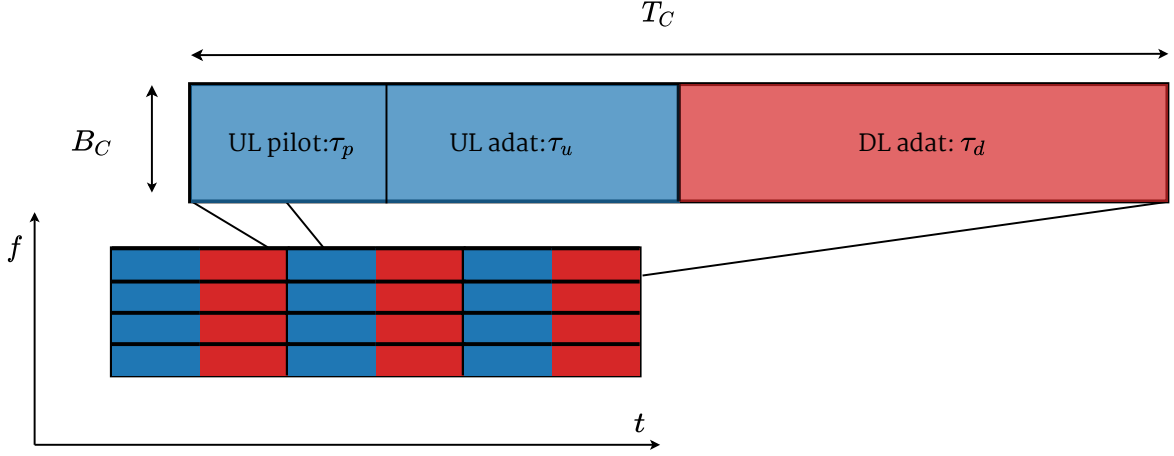 T_C
B_C
UL pilot:τ_p
UL adat:τ_u
DL adat: τ_d
f
t